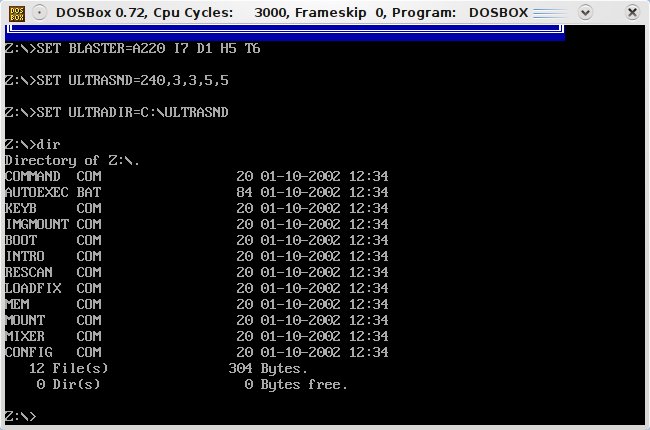 DOS
BOX
DOSBox 0.72, Cpu Cycles:     3000, Frameskip  0, Program:   DOSBOX
Z:\>SET BLASTER=A220 I7 D1 H5 T6
Z:\>SET ULTRASND=240,3,3,5,5
Z:\>SET ULTRADIR=C:\ULTRASND
Z:\>dir
Directory of Z:\.
COMMAND  COM                 20 01-10-2002 12:34
AUTOEXEC BAT                 84 01-10-2002 12:34
KEYB     COM                 20 01-10-2002 12:34
IMGMOUNT COM                 20 01-10-2002 12:34
BOOT     COM                 20 01-10-2002 12:34
INTRO    COM                 20 01-10-2002 12:34
RESCAN   COM                 20 01-10-2002 12:34
LOADFIX  COM                 20 01-10-2002 12:34
MEM      COM                 20 01-10-2002 12:34
MOUNT    COM                 20 01-10-2002 12:34
MIXER    COM                 20 01-10-2002 12:34
CONFIG   COM                 20 01-10-2002 12:34
   12 File(s)               304 Bytes.
    0 Dir(s)                  0 Bytes free.
Z:\>